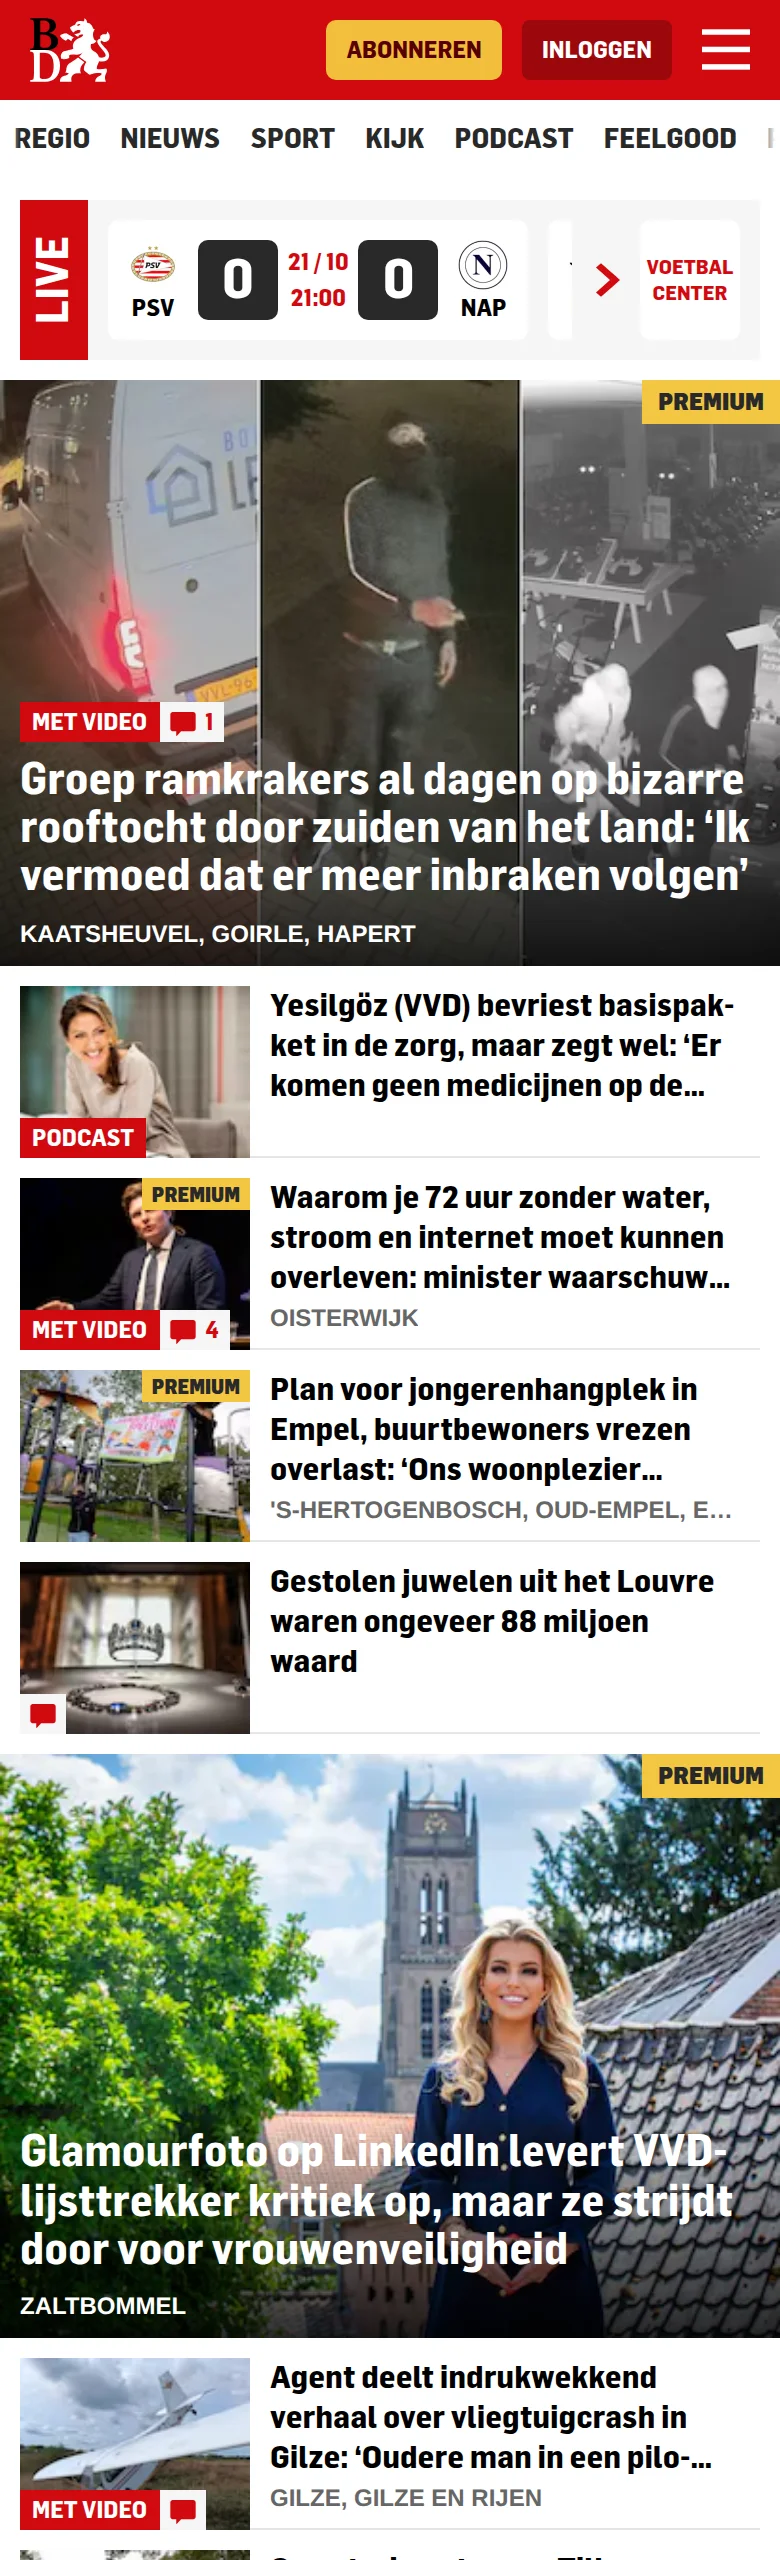 BD
ABONNEREN
INLOGGEN
REGIO NIEUWS SPORT KIJK PODCAST FEELGOOD
LIVE
PSV
0
21 / 10
21:00
0
N
NAP
PSV
VOETBAL
CENTER
PREMIUM
MET VIDEO
1
Groep ramkrakers al dagen op bizarre
rooftocht door zuiden van het land: ‘Ik
vermoed dat er meer inbraken volgen’
KAATSHEUVEL, GOIRLE, HAPERT
Yesilgöz (VVD) bevriest basispak-
ket in de zorg, maar zegt wel: ‘Er
komen geen medicijnen op de...
PODCAST
PREMIUM
Waarom je 72 uur zonder water,
stroom en internet moet kunnen
overleven: minister waarschuw...
MET VIDEO
4
OISTERWIJK
PREMIUM
Plan voor jongerenhangplek in
Empel, buurtbewoners vrezen
overlast: ‘Ons woonplezier...
'S-HERTOGENBOSCH, OUD-EMPEL, E...
Gestolen juwelen uit het Louvre
waren ongeveer 88 miljoen
waard
PREMIUM
Glamourfoto op LinkedIn levert VVD-
lijsttrekker kritiek op, maar ze strijdt
door voor vrouwenveiligheid
ZALTBOMMEL
Agent deelt indrukwekkend
verhaal over vliegtuigcrash in
Gilze: ‘Oudere man in een pilo-...
MET VIDEO
GILZE, GILZE EN RIJEN